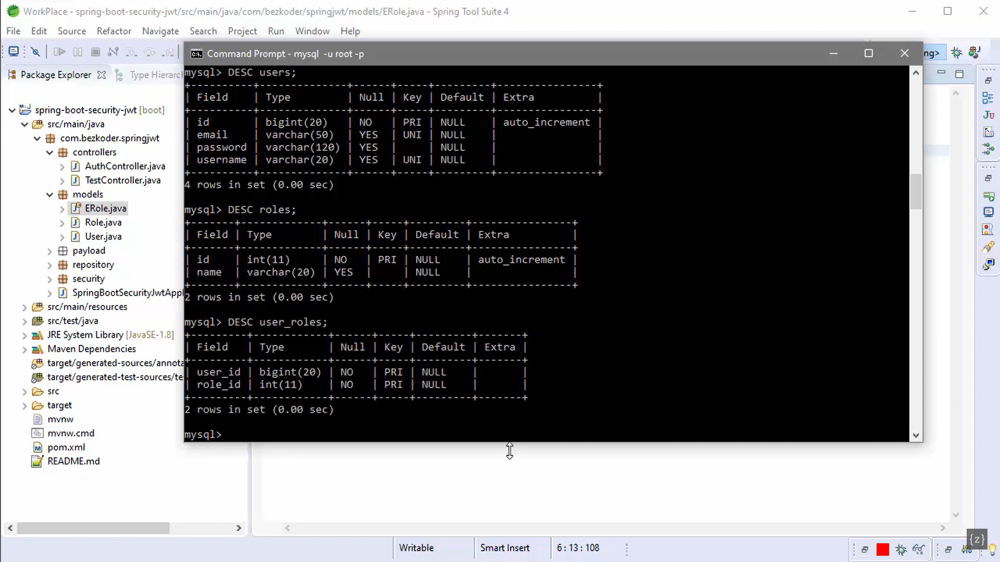 WorkPlace - spring-boot-security-jwt/src/main/java/com/bezkoder/springjwt/models/ERole.java - Spring Tool Suite 4
File Edit Source Refactor Navigate Search Project Run Window Help
ng>
Package Explorer
Type Hierarch
spring-boot-security-jwt [boot]
src/main/java
com.bezkoder.springjwt
controllers
AuthController.java
TestController.java
models
ERole.java
Role.java
User.java
payload
repository
security
SpringBootSecurityJwtAppl
src/main/resources
src/test/java
JRE System Library [JavaSE-1.8]
Maven Dependencies
target/generated-sources/annota
target/generated-test-sources/te
src
target
mvnw
mvnw.cmd
pom.xml
README.md
Command Prompt - mysql  -u root -p
mysql> DESC users;
+----------+--------------+------+-----+---------+----------------+
| Field    | Type         | Null | Key | Default | Extra          |
+----------+--------------+------+-----+---------+----------------+
| id       | bigint(20)   | NO   | PRI | NULL    | auto_increment |
| email    | varchar(50)  | YES  | UNI | NULL    |                |
| password | varchar(120) | YES  |     | NULL    |                |
| username | varchar(20)  | YES  | UNI | NULL    |                |
+----------+--------------+------+-----+---------+----------------+
4 rows in set (0.00 sec)
mysql> DESC roles;
+-------+-------------+------+-----+---------+----------------+
| Field | Type        | Null | Key | Default | Extra          |
+-------+-------------+------+-----+---------+----------------+
| id    | int(11)     | NO   | PRI | NULL    | auto_increment |
| name  | varchar(20) | YES  |     | NULL    |                |
+-------+-------------+------+-----+---------+----------------+
2 rows in set (0.00 sec)
mysql> DESC user_roles;
+---------+------------+------+-----+---------+-------+
| Field   | Type       | Null | Key | Default | Extra |
+---------+------------+------+-----+---------+-------+
| user_id | bigint(20) | NO   | PRI | NULL    |       |
| role_id | int(11)    | NO   | PRI | NULL    |       |
+---------+------------+------+-----+---------+-------+
2 rows in set (0.00 sec)
mysql>
Ju
Writable
Smart Insert
6 : 13 : 108
{z}